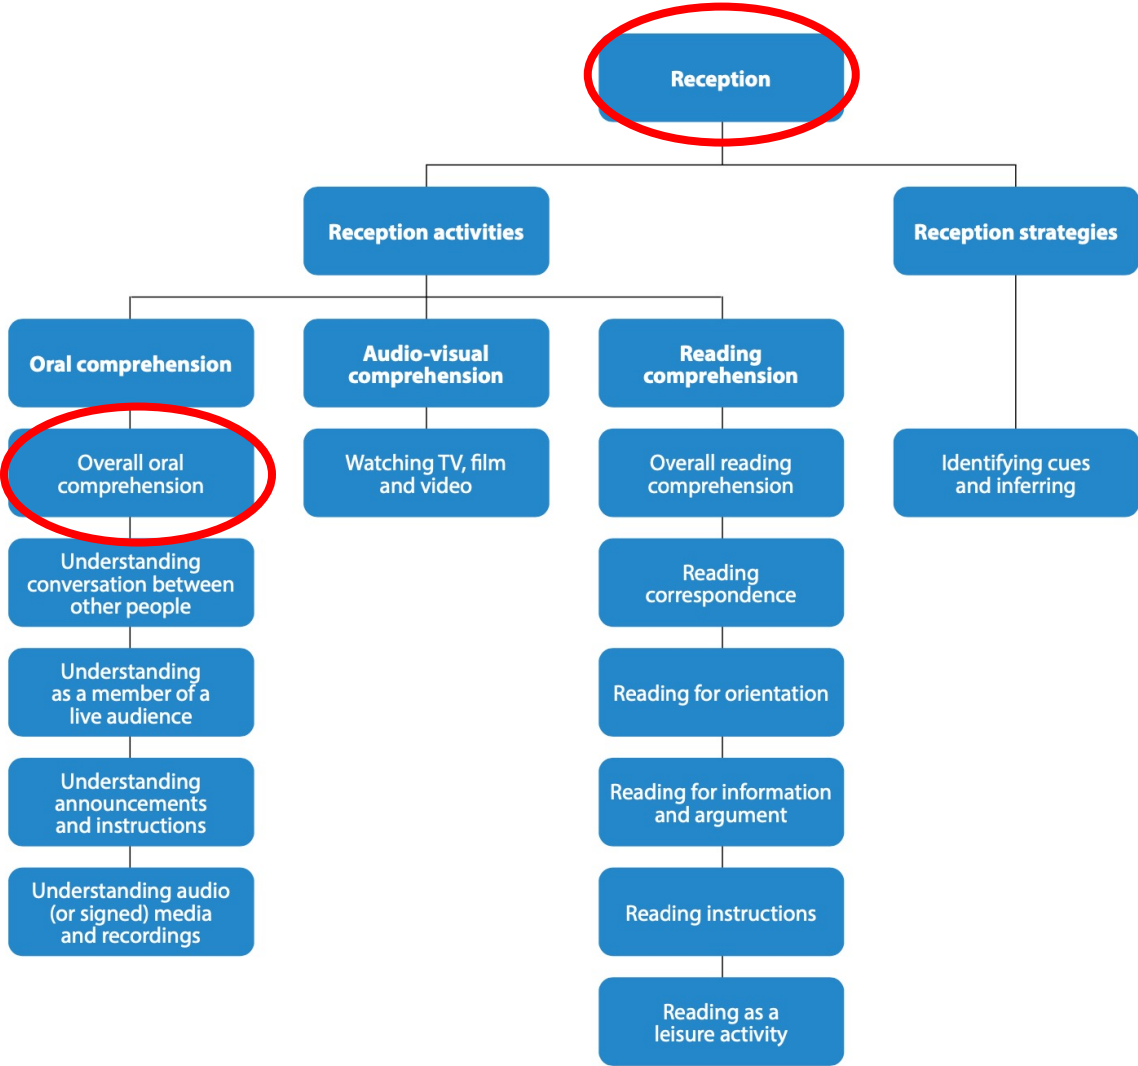 Reception
Reception activities
Reception strategies
Oral comprehension
Audio-visual
comprehension
Reading
comprehension
Overall oral
comprehension
Watching TV, film
and video
Overall reading
comprehension
Identifying cues
and inferring
Understanding
conversation between
other people
Reading
correspondence
Understanding
as a member of a
live audience
Reading for orientation
Understanding
announcements
and instructions
Reading for information
and argument
Understanding audio
(or signed) media
and recordings
Reading instructions
Reading as a
leisure activity